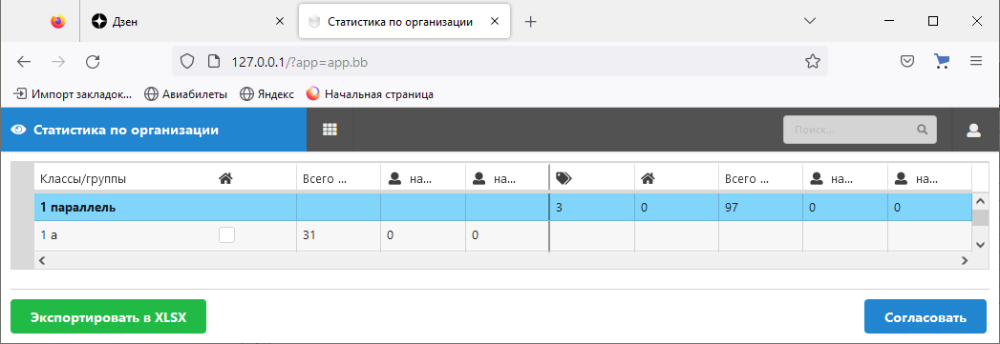 Дзен
Статистика по организации
127.0.0.1/?app=app.bb
Импорт закладок... Авиабилеты Яндекс Начальная страница
Статистика по организации Поиск...
Классы/группы Всего ... на... на... Всего ... на... на...
1 параллель 3 0 97 0 0
1 а 31 0 0
Экспортировать в XLSX Согласовать